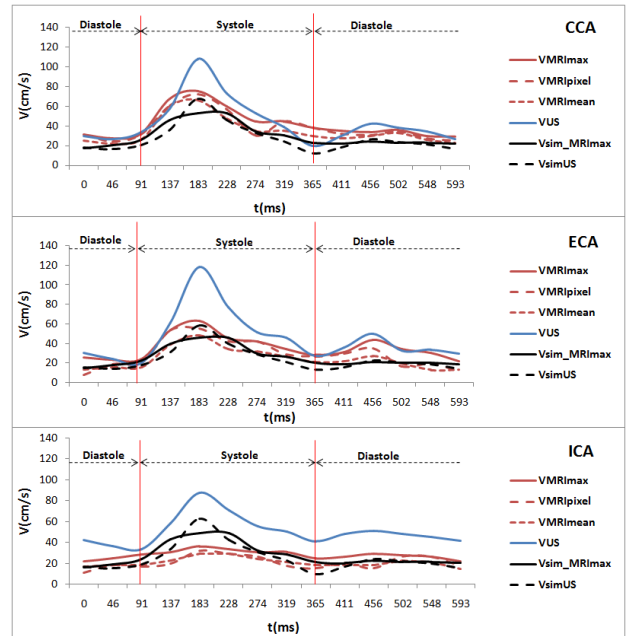 140 Diastole Systole Diastole CCA
120
100
80
60
40
20
0
V(cm/s)
0 46 91 137 183 228 274 319 365 411 456 502 548 593
t(ms)
VMRImax
VMRIpixel
VMRImean
VUS
Vsim_MRImax
VsimUS
140 Diastole Systole Diastole ECA
120
100
80
60
40
20
0
V(cm/s)
0 46 91 137 183 228 274 319 365 411 456 502 548 593
t(ms)
VMRImax
VMRIpixel
VMRImean
VUS
Vsim_MRImax
VsimUS
140 Diastole Systole Diastole ICA
120
100
80
60
40
20
0
V(cm/s)
0 46 91 137 183 228 274 319 365 411 456 502 548 593
t(ms)
VMRImax
VMRIpixel
VMRImean
VUS
Vsim_MRImax
VsimUS